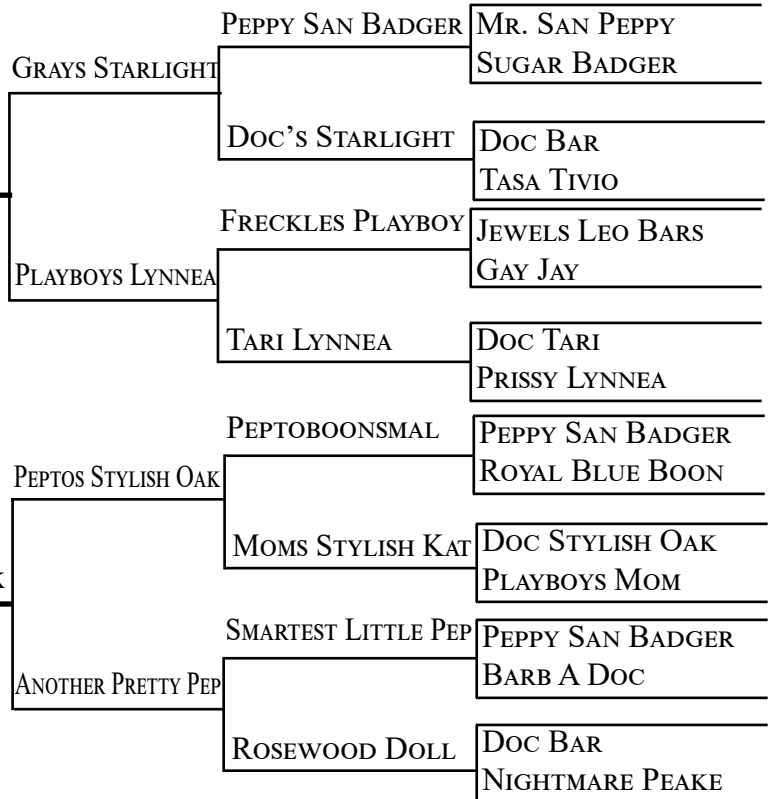 Peppy San Badger
Mr. San Peppy
Sugar Badger
Grays Starlight
Doc's Starlight
Doc Bar
Tasa Tivio
Freckles Playboy
Jewels Leo Bars
Gay Jay
Playboys Lynnea
Tari Lynnea
Doc Tari
Prissy Lynnea
Peptoboonsmal
Peppy San Badger
Royal Blue Boon
Peptos Stylish Oak
Moms Stylish Kat
Doc Stylish Oak
Playboys Mom
Smartest Little Pep
Peppy San Badger
Barb A Doc
Another Pretty Pep
Rosewood Doll
Doc Bar
Nightmare Peake